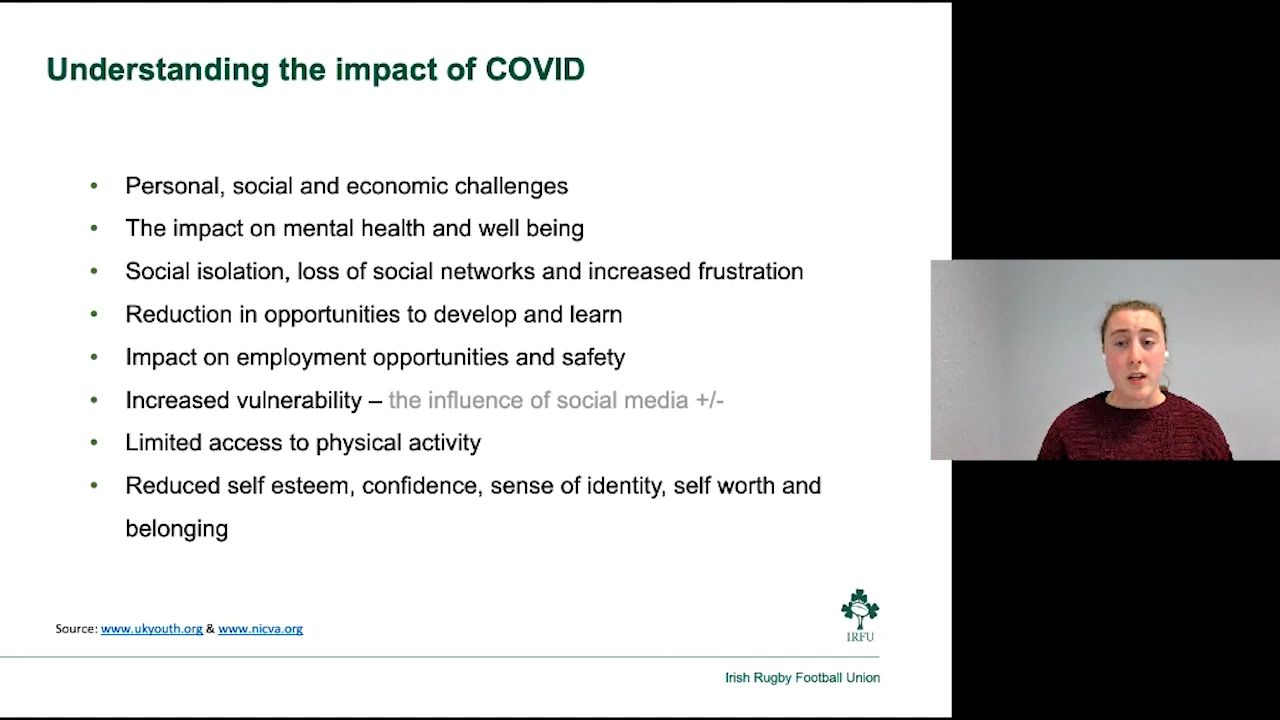 Understanding the impact of COVID
• Personal, social and economic challenges
• The impact on mental health and well being
• Social isolation, loss of social networks and increased frustration
• Reduction in opportunities to develop and learn
• Impact on employment opportunities and safety
• Increased vulnerability – the influence of social media +/-
• Limited access to physical activity
• Reduced self esteem, confidence, sense of identity, self worth and
belonging
Source: www.ukyouth.org & www.nicva.org
IRFU
Irish Rugby Football Union